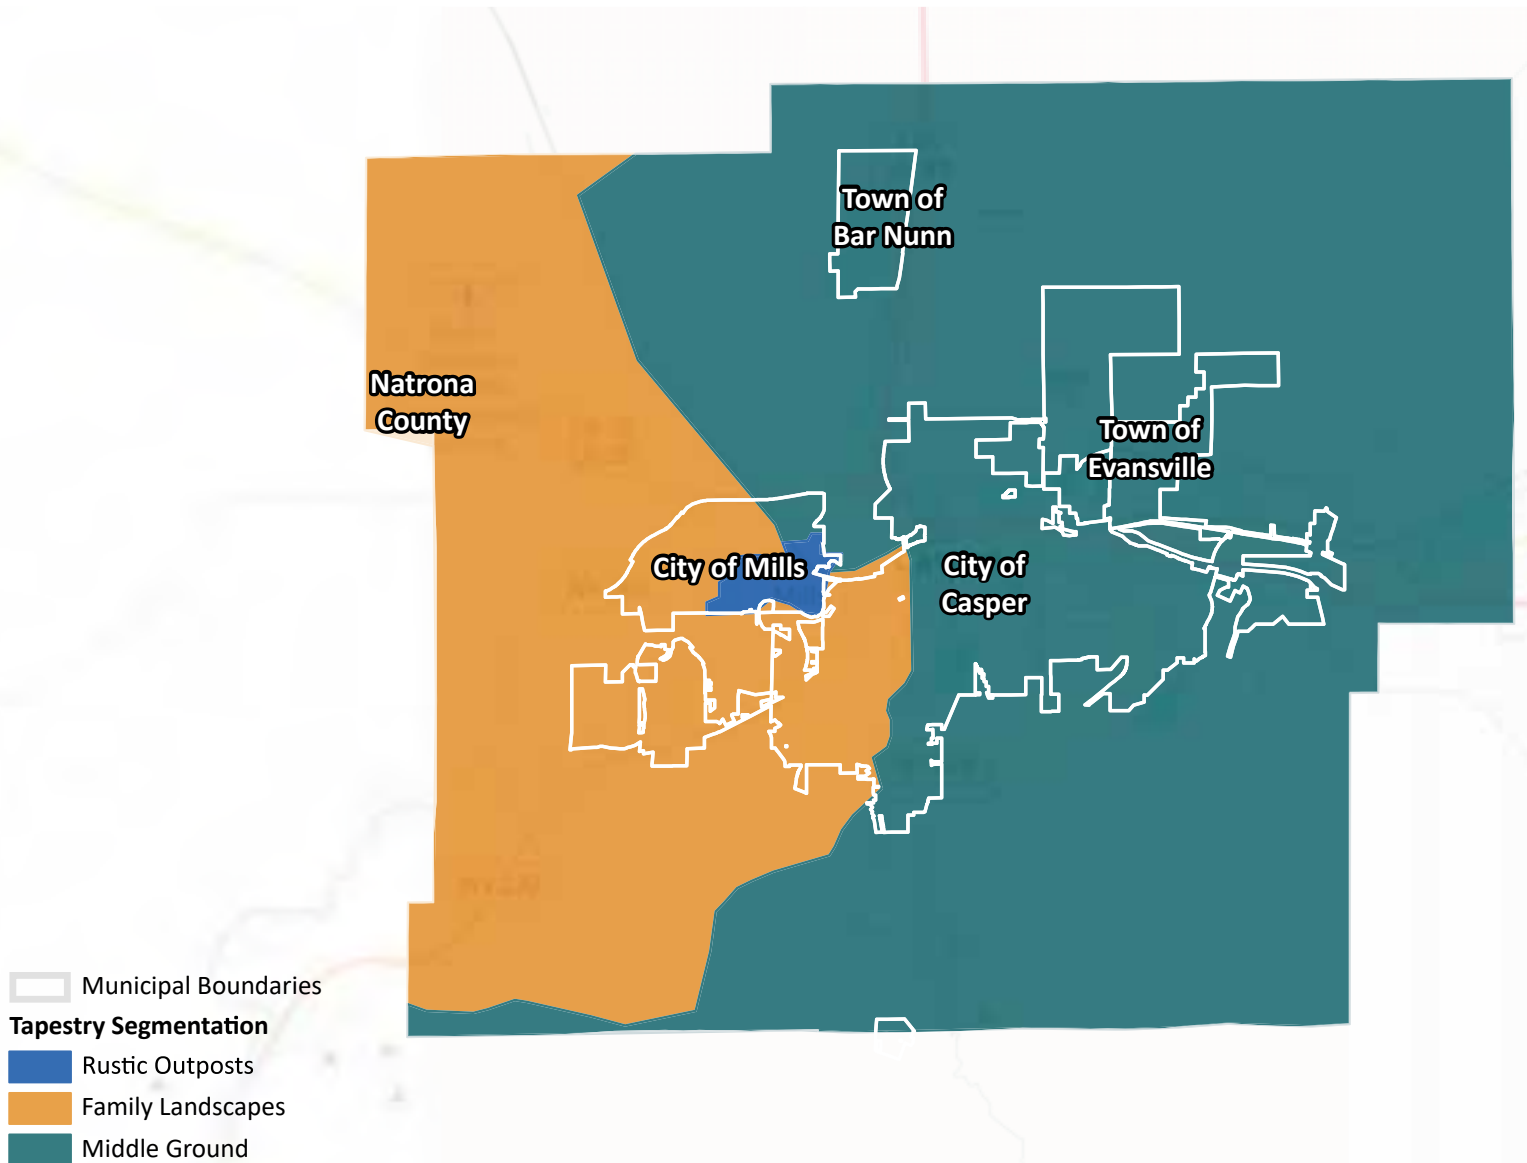 Town of
Bar Nunn
Natrona
County
Town of
Evansville
City of Mills
City of
Casper
Municipal Boundaries
Tapestry Segmentation
Rustic Outposts
Family Landscapes
Middle Ground